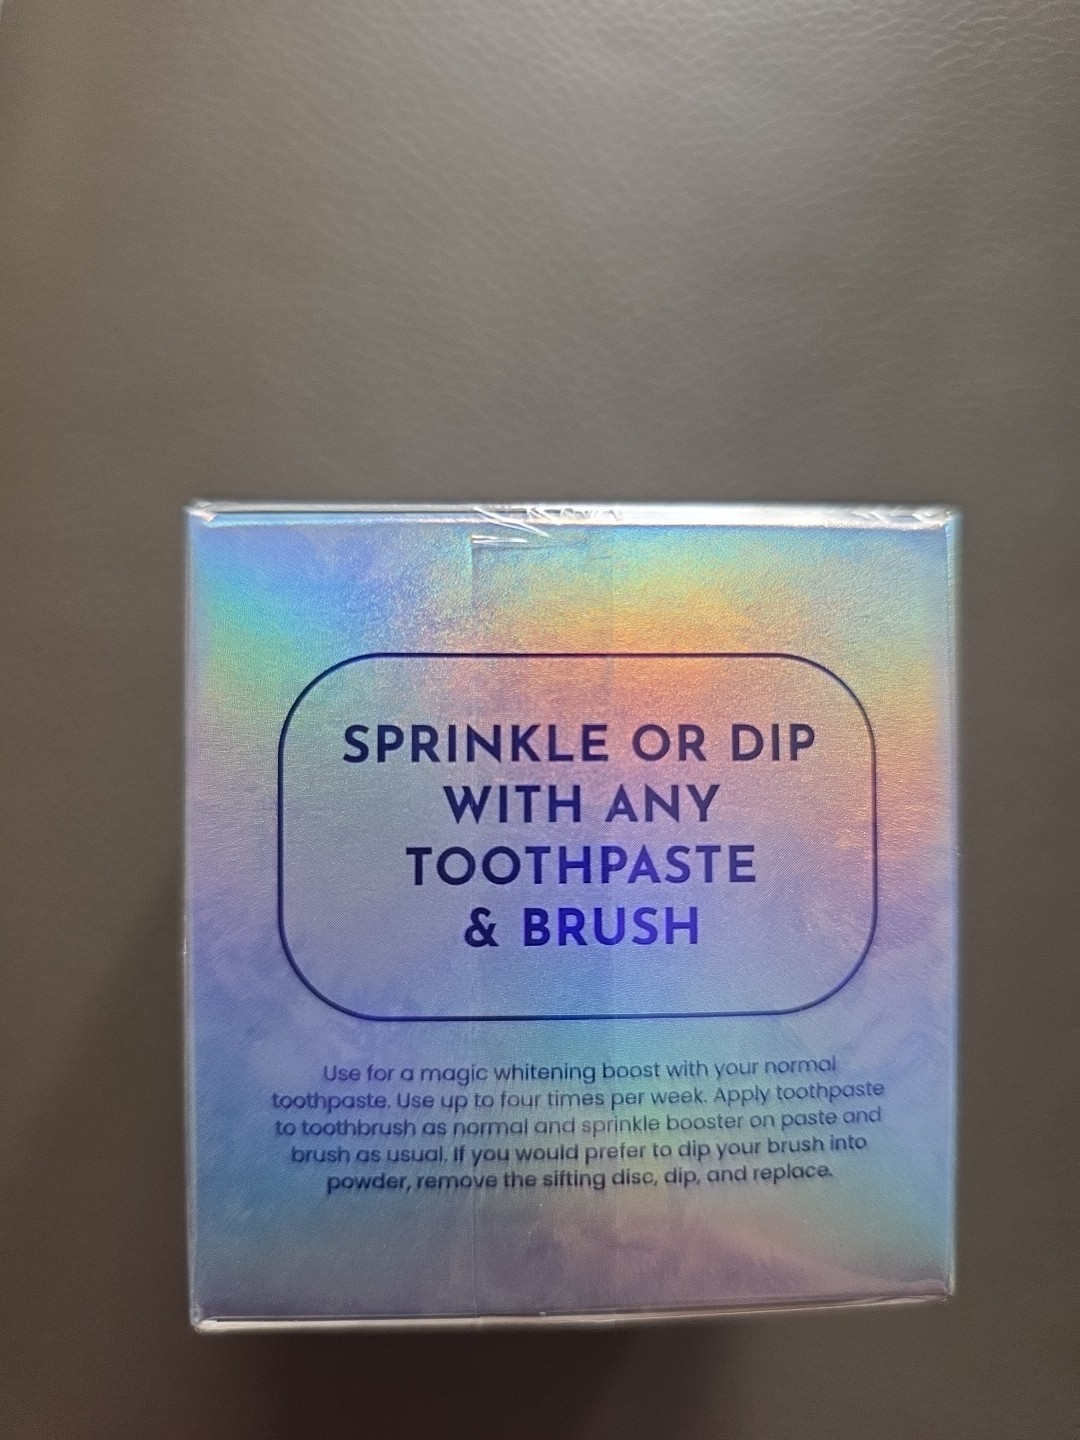 SPRINKLE OR DIP
WITH ANY
TOOTHPASTE
& BRUSH
Use for a magic whitening boost with your normal
toothpaste. Use up to four times per week. Apply toothpaste
to toothbrush as normal and sprinkle booster on paste and
brush as usual. If you would prefer to dip your brush into
powder, remove the sifting disc, dip, and replace.